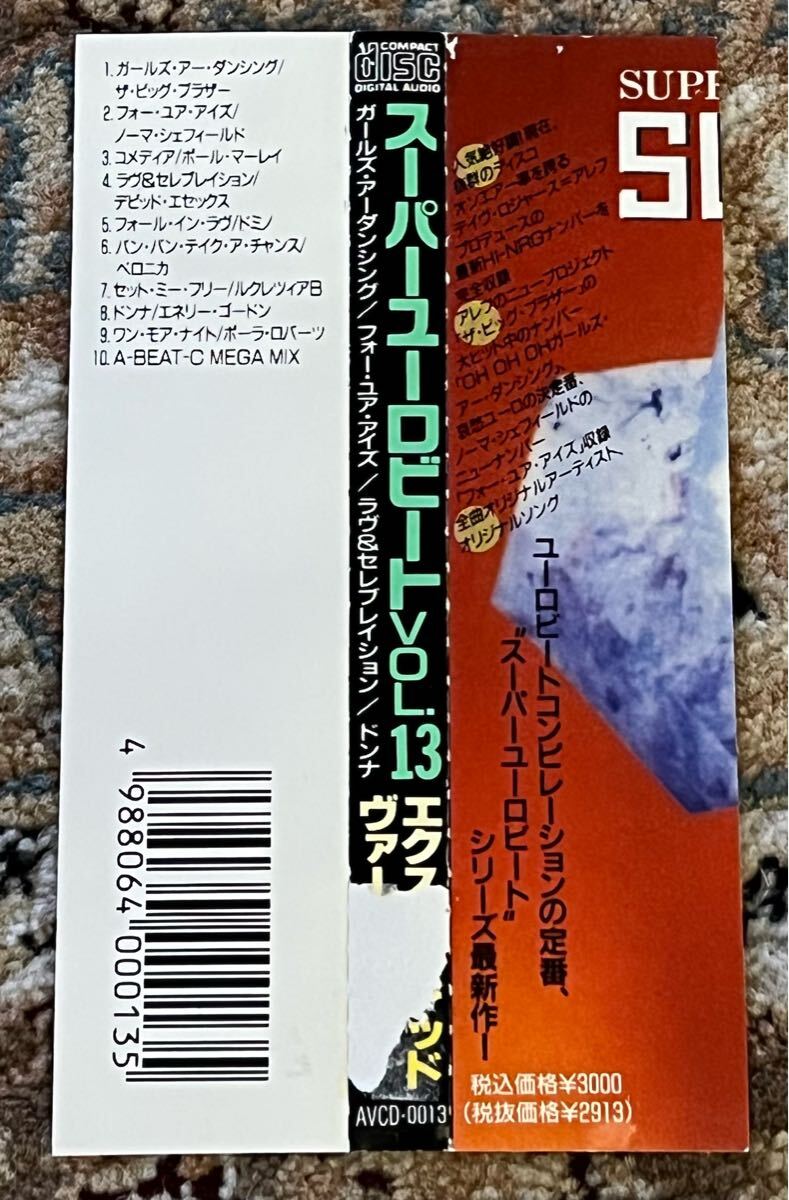 1. ガールズ・アー・ダンシング/
ザ・ビッグ・ブラザー
2. フォー・ユア・アイズ/
ノーマ・シェフィールド
3. コメディア/ポール・マーレイ
4. ラヴ&セレブレイション/
デビッド・エセックス
5. フォール・イン・ラヴ/ドミノ
6. バン・バン・テイク・ア・チャンス/
ベロニカ
7. セット・ミー・フリー/ルクレツィアB
8. ドンナ/エネリー・ゴードン
9. ワン・モア・ナイト/ポーラ・ロバーツ
10. A-BEAT-C MEGA MIX
4 988064 000135
COMPACT
disc
DIGITAL AUDIO
スーパーユーロビートVOL.13
エクス
ヴァー
ッド
ガールズ・アーダンシング/フォー・ユア・アイズ/ラヴ&セレブレイション/ドンナ
AVCD-0013
SUPE
SU
人気絶好調!現在、
のディスコ
オンエアー率を誇る
デイヴ・ロジャース=アレフ
プロデュースの
最新HI-NRGナンバーを
完全収録
アレフのニュープロジェクト
「ザ・ビッグ・ブラザー」の
大ヒット中のナンバー
「OH OH OHガールズ・
アー・ダンシング」、
哀愁ユーロの決定番、
ノーマ・シェフィールドの
ニューナンバー
「フォー・ユア・アイズ」収録
全曲オリジナルアーティスト、
オリジナルソング
ユーロビートコンピレーションの定番、
"スーパーユーロビート"
シリーズ最新作!
税込価格¥3000
(税抜価格¥2913)